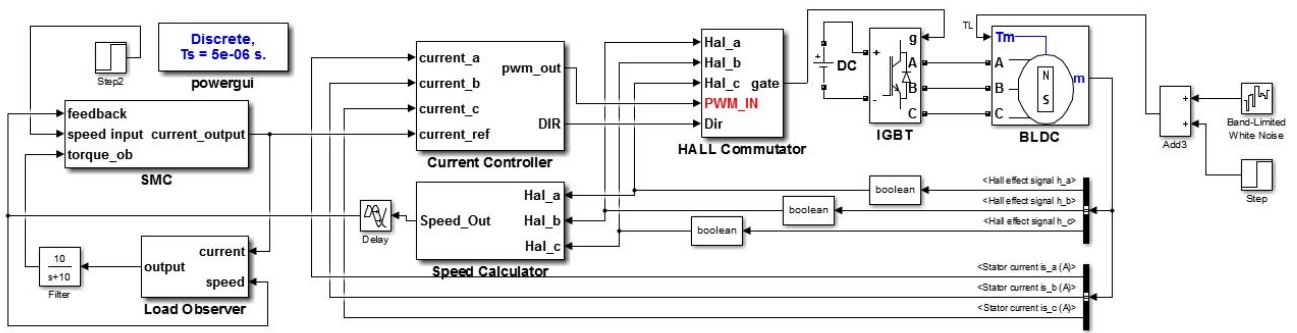 Step2
Discrete,
Ts = 5e-06 s.
powergui
feedback
speed input
torque_ob
current_output
SMC
current_a
current_b
current_c
current_ref
pwm_out
DIR
Current Controller
Hal_a
Hal_b
Hal_c
PWM_IN
Dir
gate
HALL Commutator
DC
+
-
g
A
B
C
IGBT
TL
Tm
A
B
C
N
S
m
BLDC
+
+
Add3
Band-Limited
White Noise
Step
Speed_Out
Hal_a
Hal_b
Hal_c
Speed Calculator
Delay
boolean
boolean
boolean
<Hall effect signal h_a>
<Hall effect signal h_b>
<Hall effect signal h_c>
<Stator current is_a (A)>
<Stator current is_b (A)>
<Stator current is_c (A)>
10
s+10
Filter
output
current
speed
Load Observer